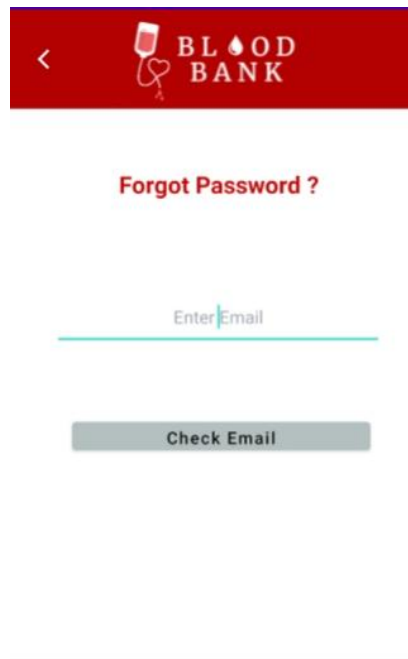 BLOOD
BANK
Forgot Password ?
Enter Email
Check Email